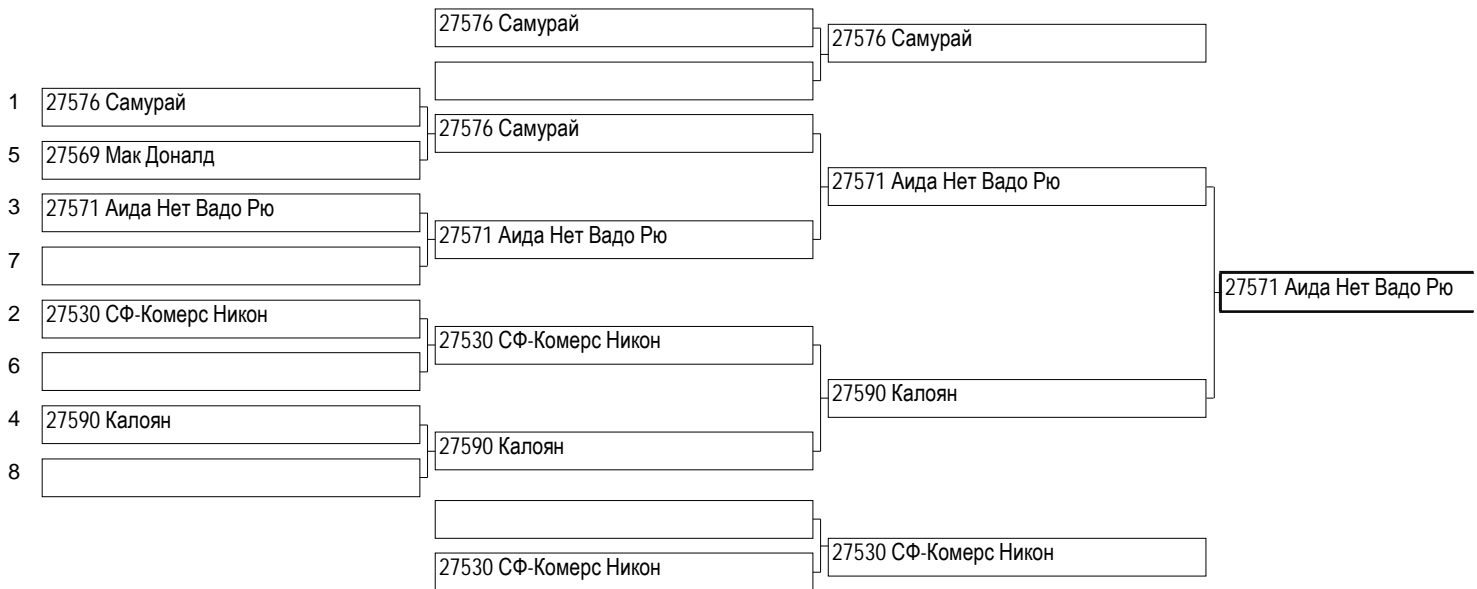 27576 Самурай
27576 Самурай
1 27576 Самурай
27576 Самурай
5 27569 Мак Доналд
27571 Аида Нет Вадо Рю
3 27571 Аида Нет Вадо Рю
27571 Аида Нет Вадо Рю
7
27571 Аида Нет Вадо Рю
2 27530 СФ-Комерс Никон
27530 СФ-Комерс Никон
6
27590 Калоян
4 27590 Калоян
27590 Калоян
8
27530 СФ-Комерс Никон
27530 СФ-Комерс Никон